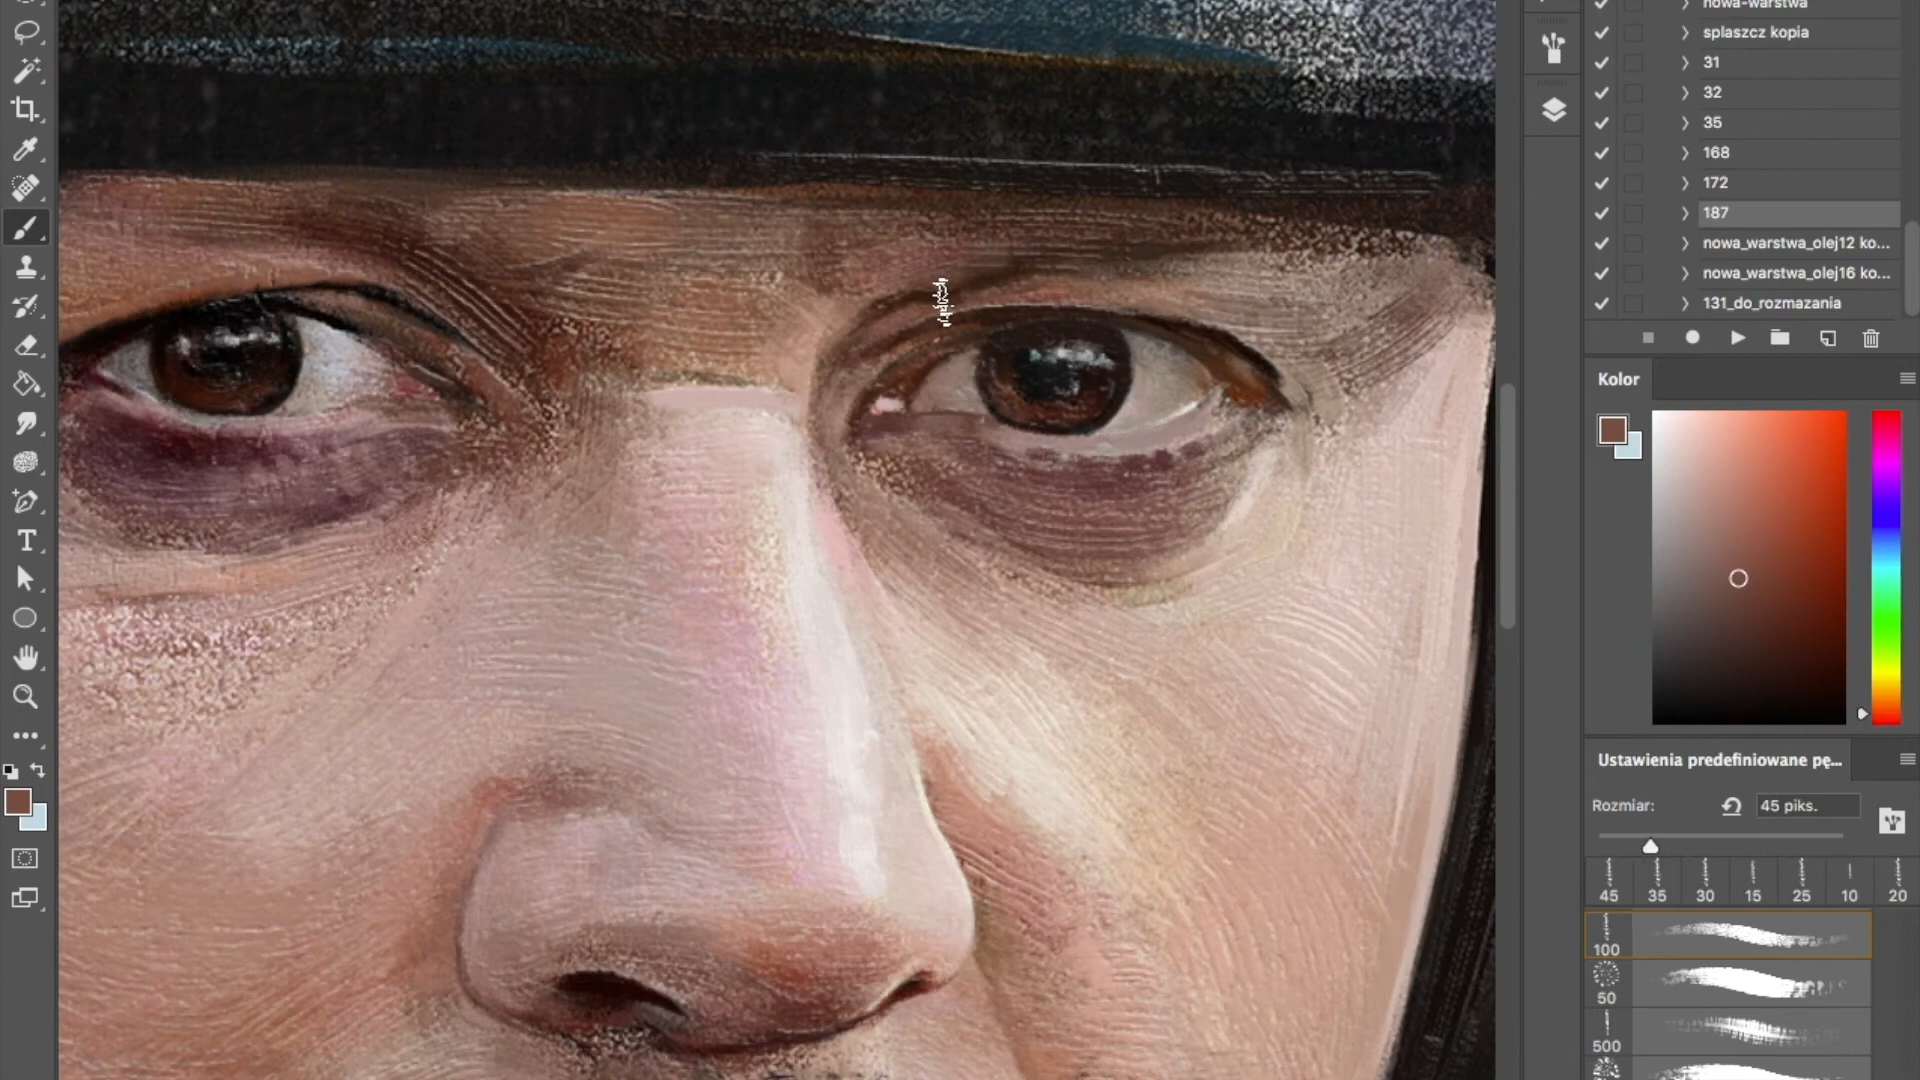 nowa-warstwa
splaszcz kopia
31
32
35
168
172
187
nowa_warstwa_olej12 ko...
nowa_warstwa_olej16 ko...
131_do_rozmazania
Kolor
Ustawienia predefiniowane pę...
Rozmiar: 45 piks.
45 35 30 15 25 10 20
100
50
500